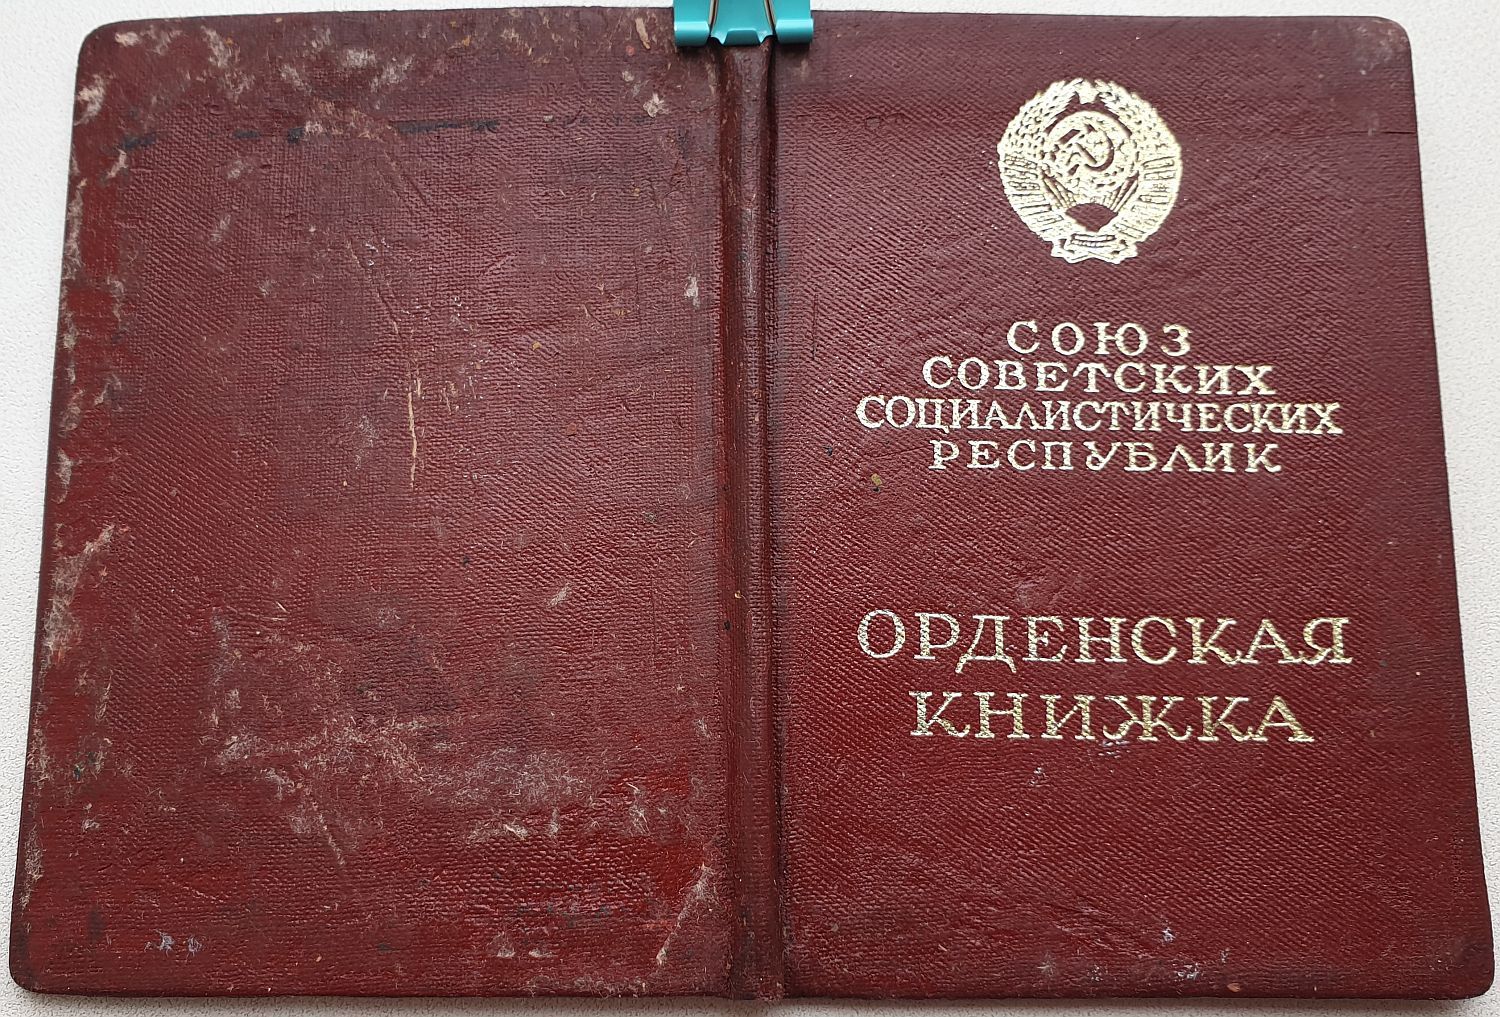 СОЮЗ
СОВЕТСКИХ
СОЦИАЛИСТИЧЕСКИХ
РЕСПУБЛИК
ОРДЕНСКАЯ
КНИЖКА